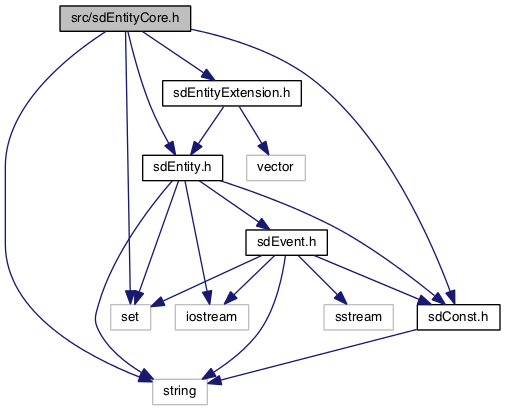 src/sdEntityCore.h
sdEntityExtension.h
sdEntity.h
vector
sdEvent.h
set
iostream
sstream
sdConst.h
string